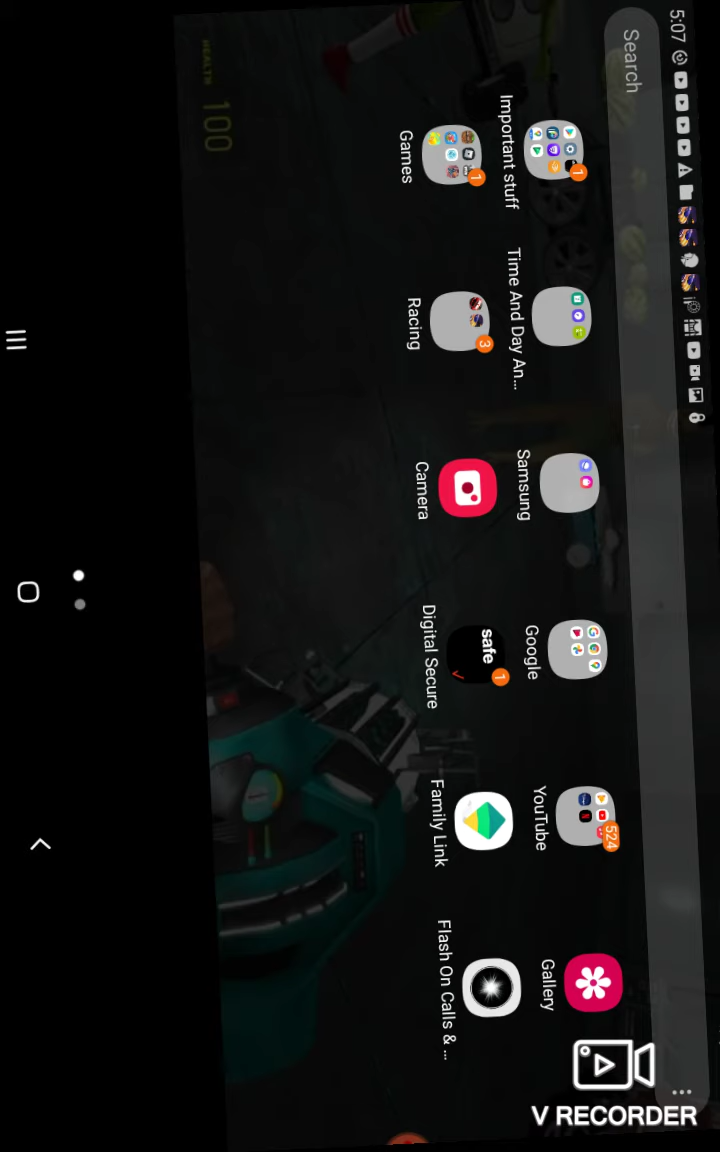 5:07
Search
1
Important stuff
Time And Day An...
Samsung
Google
524
YouTube
Gallery
1
Games
3
Racing
Camera
safe
1
Digital Secure
Family Link
Flash On Calls & ...
HEALTH 100
V RECORDER